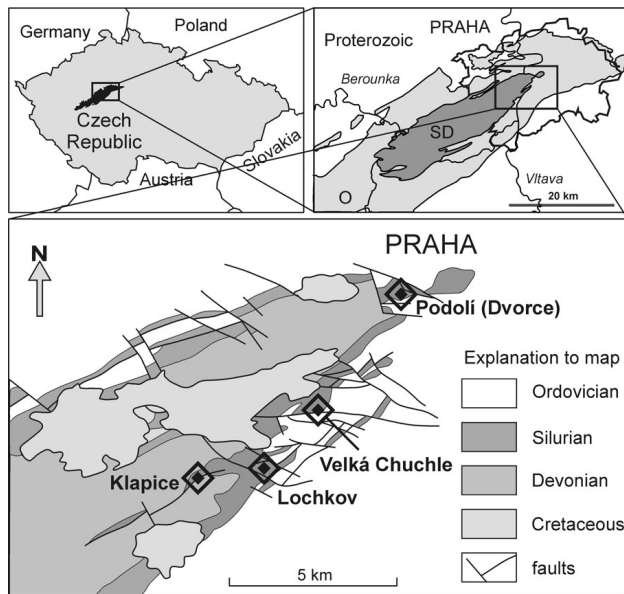 Germany
Poland
Czech
Republic
Slovakia
Austria
Proterozoic
PRAHA
Berounka
SD
O
Vltava
20 km
N
PRAHA
Podolí (Dvorce)
Explanation to map
Ordovician
Silurian
Velká Chuchle
Klapice
Devonian
Lochkov
Cretaceous
5 km
faults